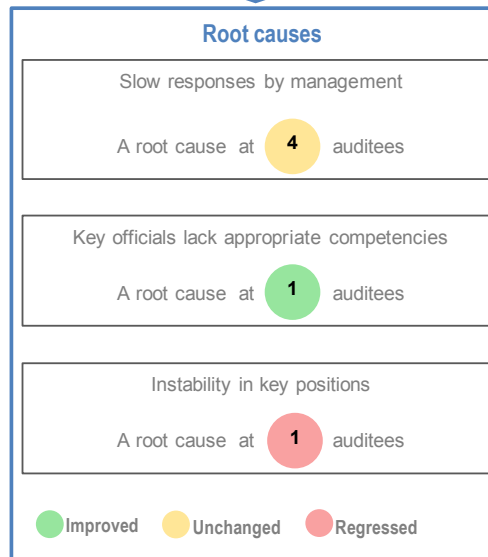 Root causes
Slow responses by management
A root cause at 4 auditees
Key officials lack appropriate competencies
A root cause at 1 auditees
Instability in key positions
A root cause at 1 auditees
Improved Unchanged Regressed